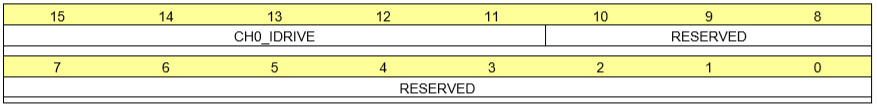 15 14 13 12 11 10 9 8
CH0_IDRIVE RESERVED
7 6 5 4 3 2 1 0
RESERVED